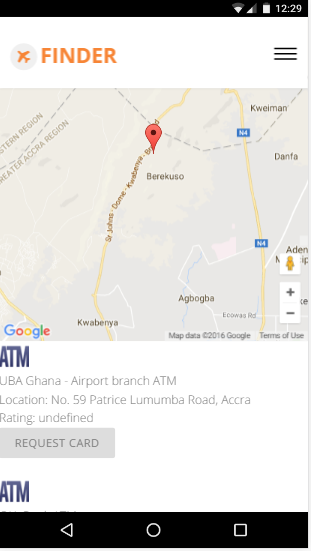 12:29
FINDER
Kweiman
STERN REGION
REATER ACCRA REGION
N4
Danfa
St Johns - Dome - Kwabenya - B
d
Berekuso
N4
Aden
Agbogba
Ecowas Rd
Kwabenya
Google
Map data ©2016 Google Terms of Use
ATM
UBA Ghana - Airport branch ATM
Location: No. 59 Patrice Lumumba Road, Accra
Rating: undefined
REQUEST CARD
ATM